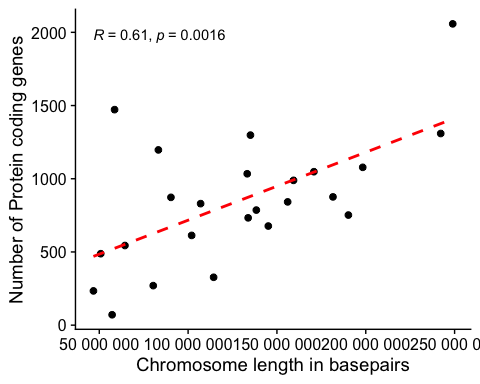 R = 0.61, p = 0.0016
Number of Protein coding genes
2000
1500
1000
500
0
50 000 000 100 000 000 150 000 000 200 000 000 250 000 0
Chromosome length in basepairs